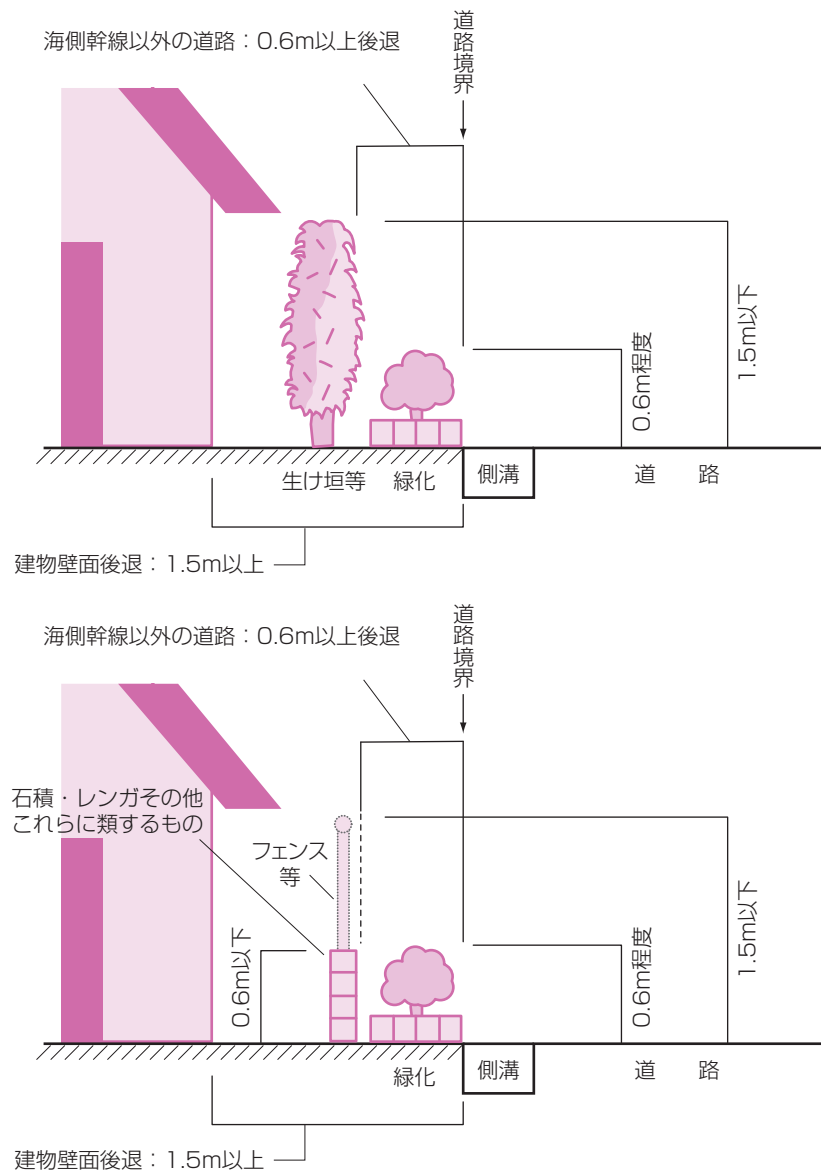 海側幹線以外の道路：0.6m以上後退
道路境界
1.5m以下
0.6m程度
生け垣等
緑化
側溝
道 路
建物壁面後退：1.5m以上
海側幹線以外の道路：0.6m以上後退
道路境界
石積・レンガその他
これらに類するもの
フェンス
等
0.6m以下
0.6m程度
1.5m以下
緑化
側溝
道 路
建物壁面後退：1.5m以上